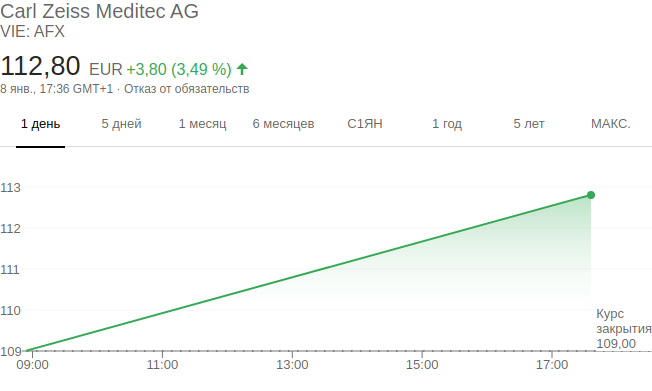 Carl Zeiss Meditec AG
VIE: AFX
112,80 EUR +3,80 (3,49 %)
8 янв., 17:36 GMT+1 · Отказ от обязательств
1 день 5 дней 1 месяц 6 месяцев С1ЯН 1 год 5 лет МАКС.
113
112
111
110
109
Курс
закрытия
109,00
09:00 11:00 13:00 15:00 17:00